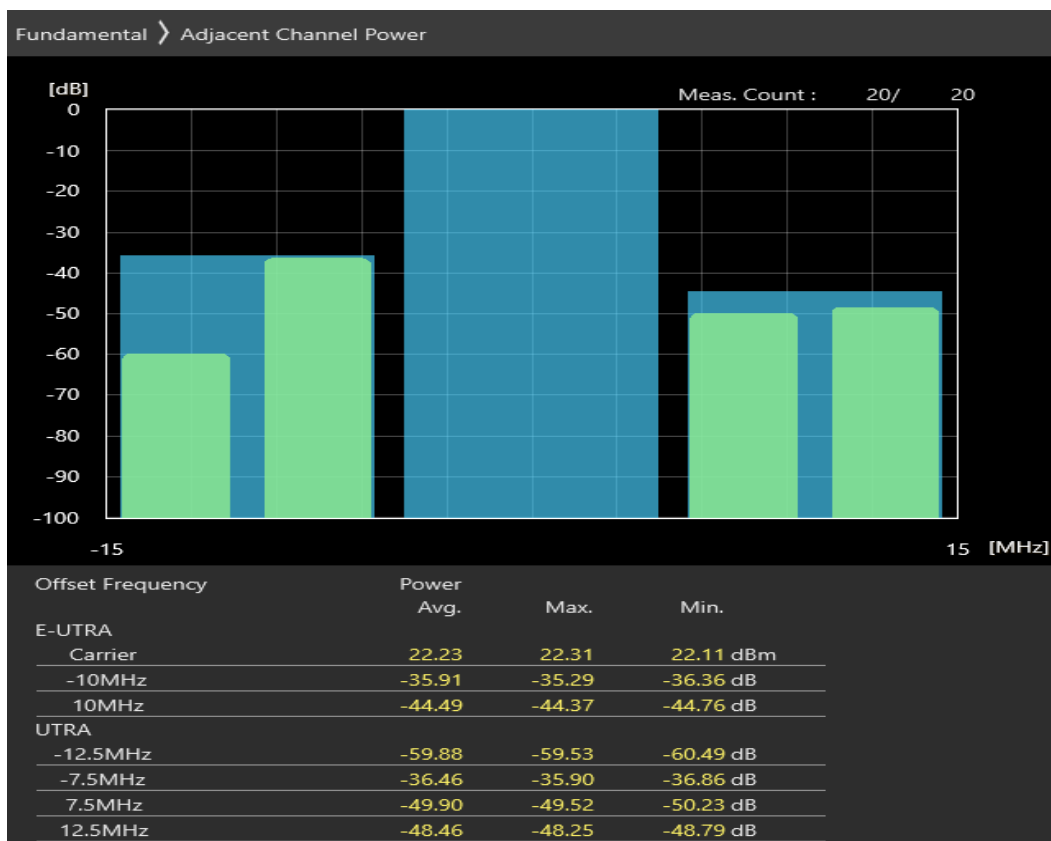 Fundamental 〉 Adjacent Channel Power
[dB]
Meas. Count : 20/ 20
0
-10
-20
-30
-40
-50
-60
-70
-80
-90
-100
-15 15 [MHz]
Offset Frequency Power
Avg. Max. Min.
E-UTRA
Carrier 22.23 22.31 22.11 dBm
-10MHz -35.91 -35.29 -36.36 dB
10MHz -44.49 -44.37 -44.76 dB
UTRA
-12.5MHz -59.88 -59.53 -60.49 dB
-7.5MHz -36.46 -35.90 -36.86 dB
7.5MHz -49.90 -49.52 -50.23 dB
12.5MHz -48.46 -48.25 -48.79 dB